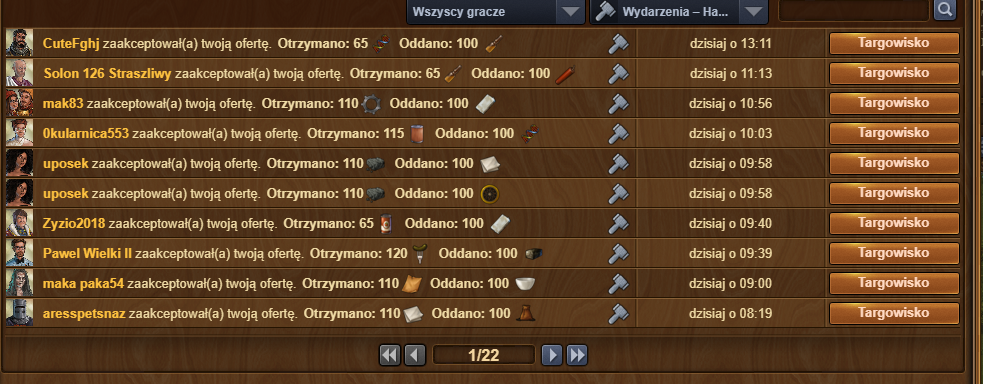 Wszyscy gracze Wydarzenia – Ha...
CuteFghj zaakceptował(a) twoją ofertę. Otrzymano: 65 Oddano: 100 dzisiaj o 13:11 Targowisko
Solon 126 Straszliwy zaakceptował(a) twoją ofertę. Otrzymano: 65 Oddano: 100 dzisiaj o 11:13 Targowisko
mak83 zaakceptował(a) twoją ofertę. Otrzymano: 110 Oddano: 100 dzisiaj o 10:56 Targowisko
0kularnica553 zaakceptował(a) twoją ofertę. Otrzymano: 115 Oddano: 100 dzisiaj o 10:03 Targowisko
uposek zaakceptował(a) twoją ofertę. Otrzymano: 110 Oddano: 100 dzisiaj o 09:58 Targowisko
uposek zaakceptował(a) twoją ofertę. Otrzymano: 110 Oddano: 100 dzisiaj o 09:58 Targowisko
Zyzio2018 zaakceptował(a) twoją ofertę. Otrzymano: 65 Oddano: 100 dzisiaj o 09:40 Targowisko
Pawel Wielki II zaakceptował(a) twoją ofertę. Otrzymano: 120 Oddano: 100 dzisiaj o 09:39 Targowisko
maka paka54 zaakceptował(a) twoją ofertę. Otrzymano: 110 Oddano: 100 dzisiaj o 09:00 Targowisko
aresspetsnaz zaakceptował(a) twoją ofertę. Otrzymano: 110 Oddano: 100 dzisiaj o 08:19 Targowisko
1/22